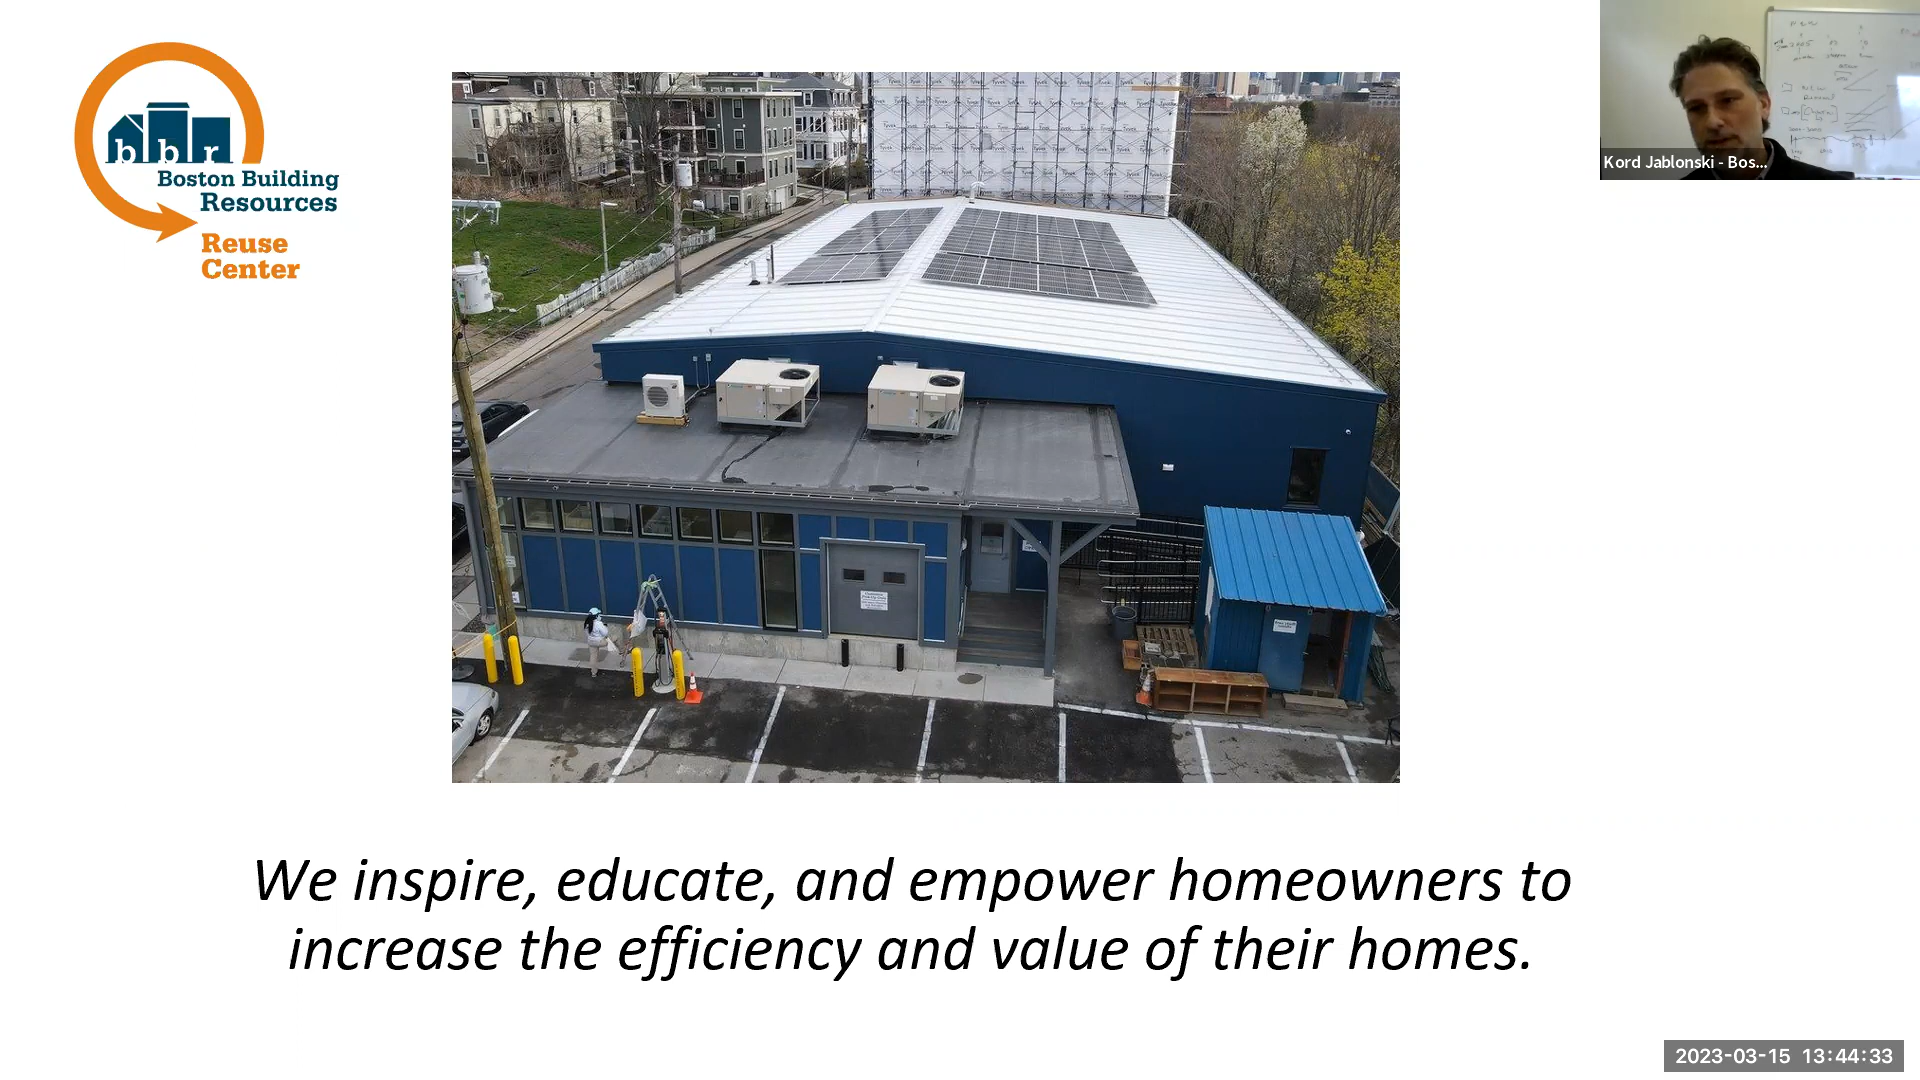 bbr
Boston Building
Resources
Reuse
Center
Kord Jablonski - Bos...
Tyvek
We inspire, educate, and empower homeowners to
increase the efficiency and value of their homes.
2023-03-15 13:44:33